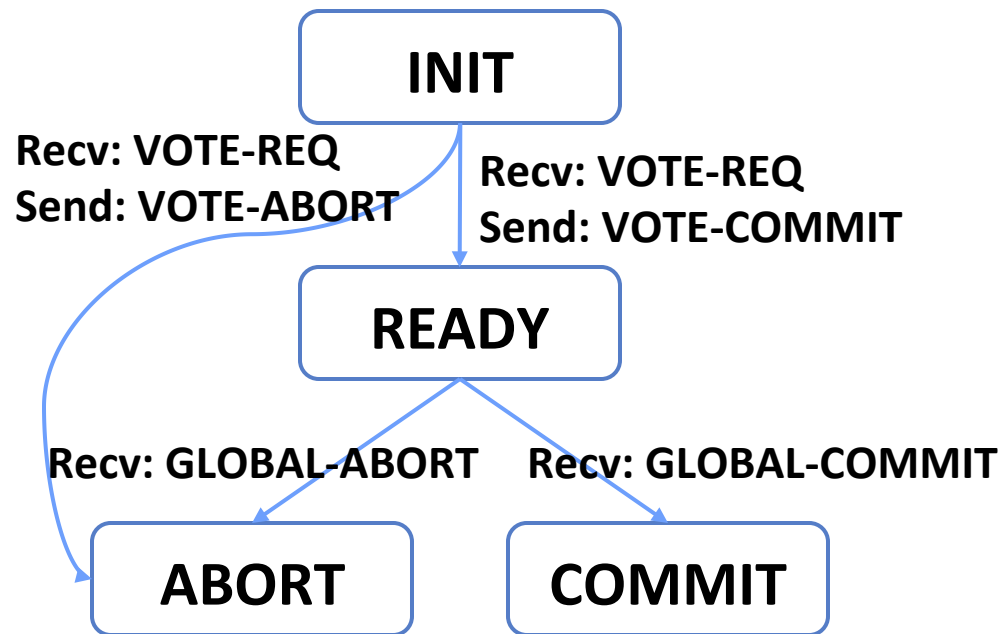 INIT
Recv: VOTE-REQ
Send: VOTE-ABORT
Recv: VOTE-REQ
Send: VOTE-COMMIT
READY
Recv: GLOBAL-ABORT
Recv: GLOBAL-COMMIT
ABORT
COMMIT